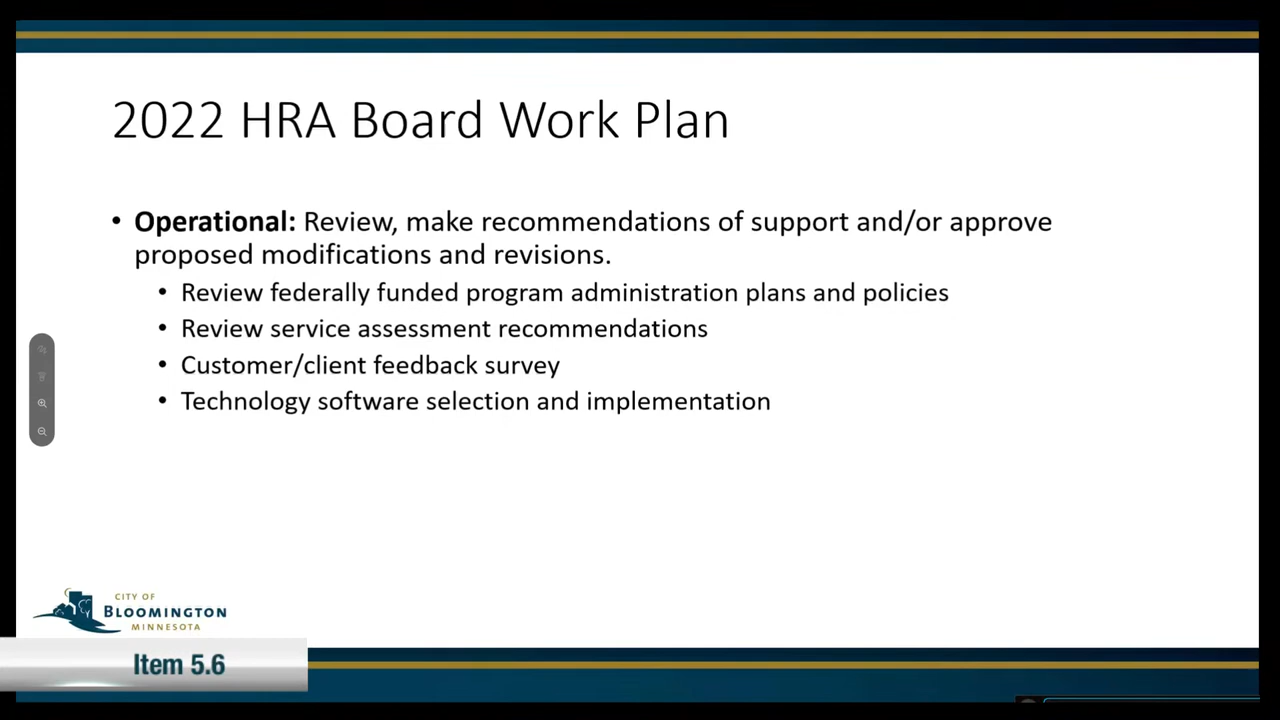 2022 HRA Board Work Plan
• Operational: Review, make recommendations of support and/or approve
proposed modifications and revisions.
• Review federally funded program administration plans and policies
• Review service assessment recommendations
• Customer/client feedback survey
• Technology software selection and implementation
CITY OF
BLOOMINGTON
MINNESOTA
Item 5.6